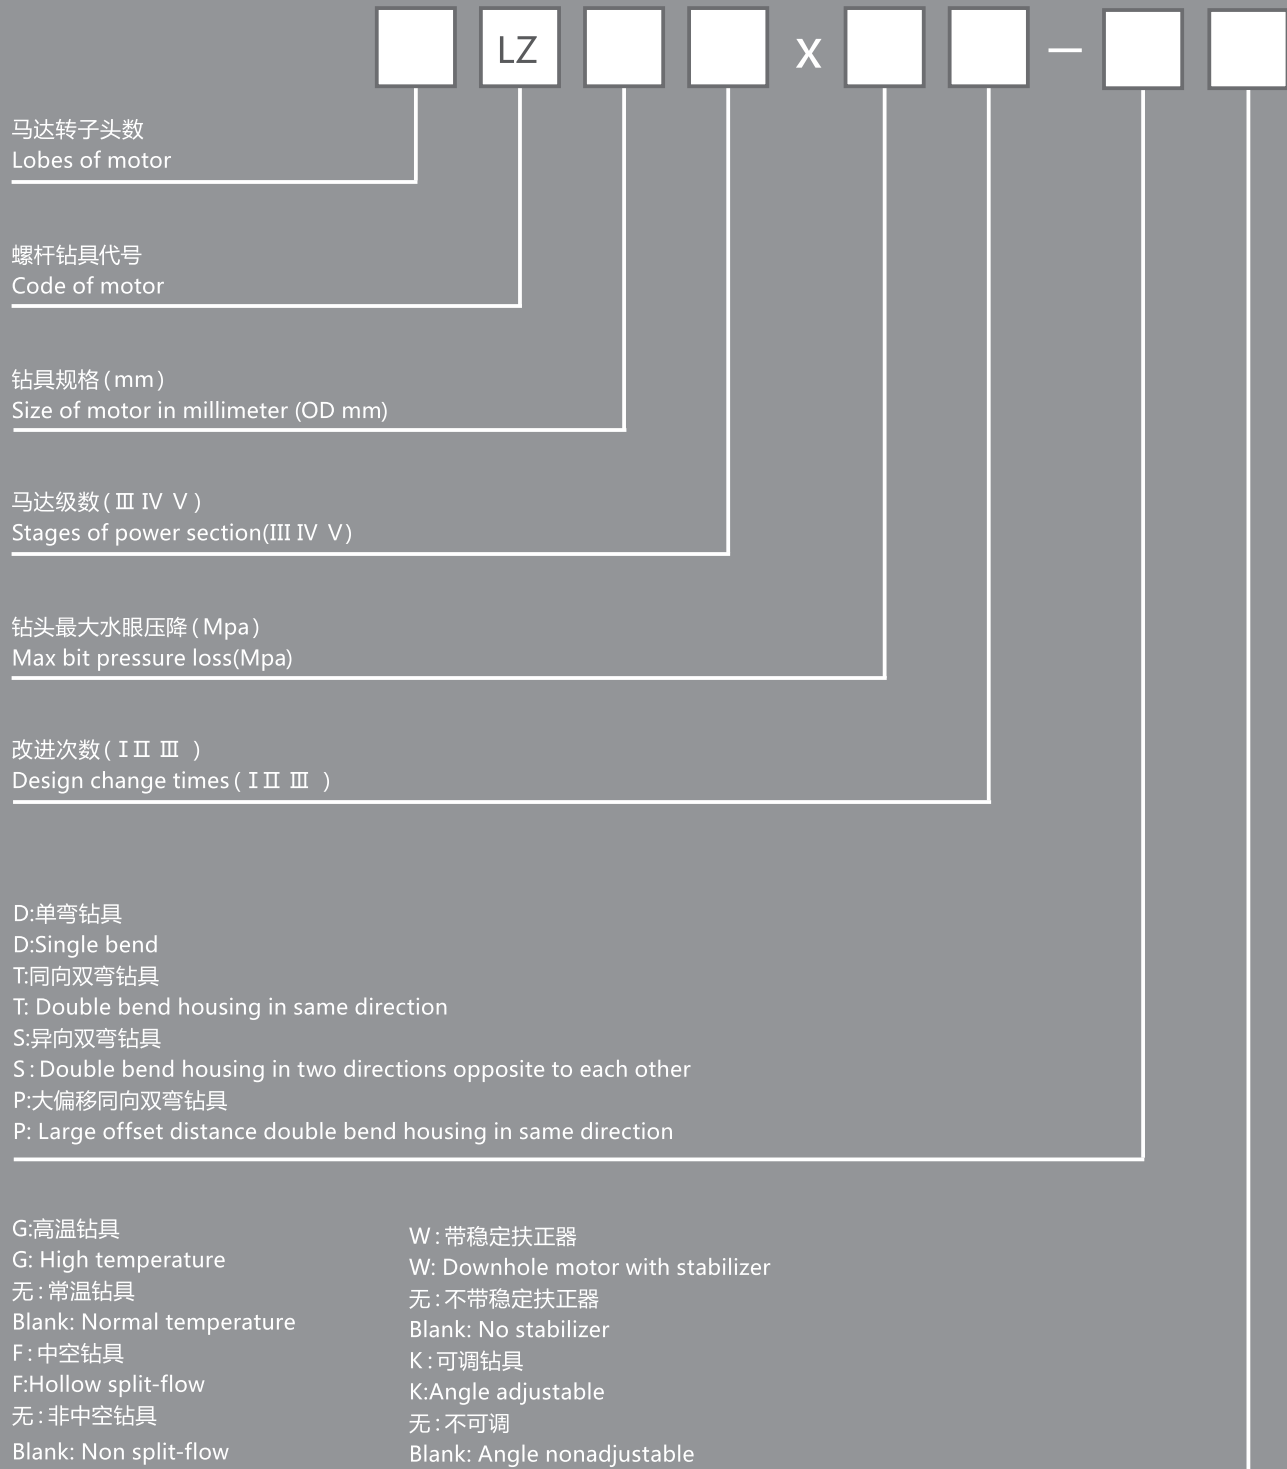 LZ X —
马达转子头数
Lobes of motor
螺杆钻具代号
Code of motor
钻具规格(mm)
Size of motor in millimeter (OD mm)
马达级数(Ⅲ Ⅳ Ⅴ)
Stages of power section(III IV V)
钻头最大水眼压降(Mpa)
Max bit pressure loss(Mpa)
改进次数(Ⅰ Ⅱ Ⅲ )
Design change times(Ⅰ Ⅱ Ⅲ )
D:单弯钻具
D:Single bend
T:同向双弯钻具
T: Double bend housing in same direction
S:异向双弯钻具
S:Double bend housing in two directions opposite to each other
P:大偏移同向双弯钻具
P: Large offset distance double bend housing in same direction
G:高温钻具
G: High temperature
无:常温钻具
Blank: Normal temperature
F:中空钻具
F:Hollow split-flow
无:非中空钻具
Blank: Non split-flow
W:带稳定扶正器
W: Downhole motor with stabilizer
无:不带稳定扶正器
Blank: No stabilizer
K:可调钻具
K:Angle adjustable
无:不可调
Blank: Angle nonadjustable